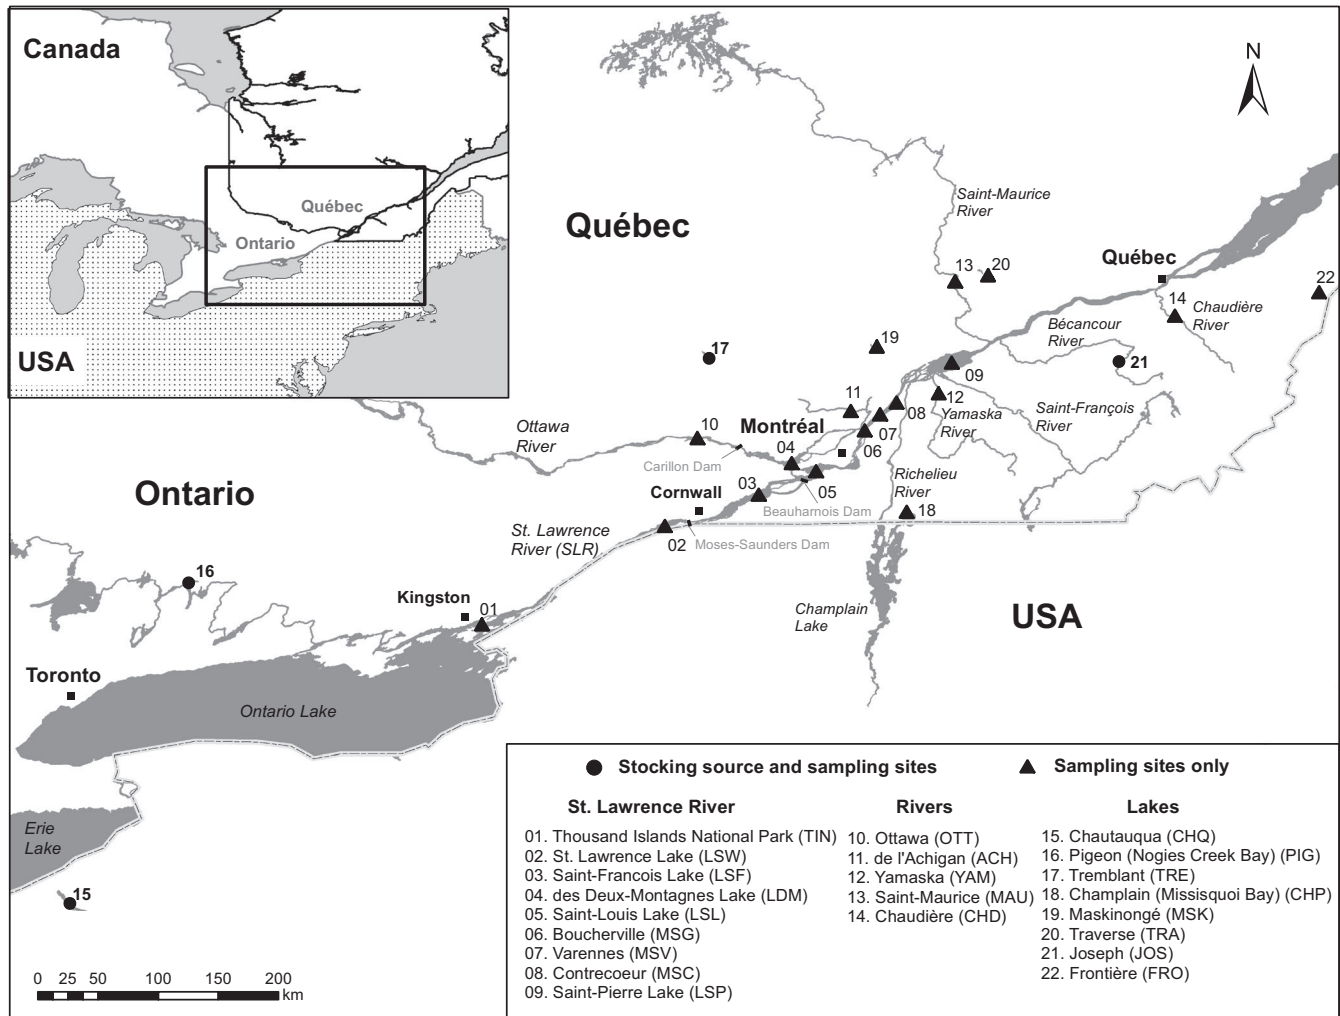 Canada
Québec
Ontario
USA
N
Québec
Saint-Maurice
River
13
20
Québec
22
14
Chaudière
River
Bécancour
River
17
19
21
09
11
12
08
Yamaska
River
Saint-François
River
07
Montréal
06
10
Ottawa
River
04
Carillon Dam
Richelieu
River
Ontario
03
05
Cornwall
Beauharnois Dam
18
St. Lawrence
River (SLR)
02
Moses-Saunders Dam
16
Kingston
01
Champlain
Lake
USA
Toronto
Ontario Lake
Erie
Lake
15
0 25 50 100 150 200
km
Stocking source and sampling sites
Sampling sites only
St. Lawrence River
01. Thousand Islands National Park (TIN)
02. St. Lawrence Lake (LSW)
03. Saint-Francois Lake (LSF)
04. des Deux-Montagnes Lake (LDM)
05. Saint-Louis Lake (LSL)
06. Boucherville (MSG)
07. Varennes (MSV)
08. Contrecoeur (MSC)
09. Saint-Pierre Lake (LSP)
Rivers
10. Ottawa (OTT)
11. de l'Achigan (ACH)
12. Yamaska (YAM)
13. Saint-Maurice (MAU)
14. Chaudière (CHD)
Lakes
15. Chautauqua (CHQ)
16. Pigeon (Nogies Creek Bay) (PIG)
17. Tremblant (TRE)
18. Champlain (Missisquoi Bay) (CHP)
19. Maskinongé (MSK)
20. Traverse (TRA)
21. Joseph (JOS)
22. Frontière (FRO)